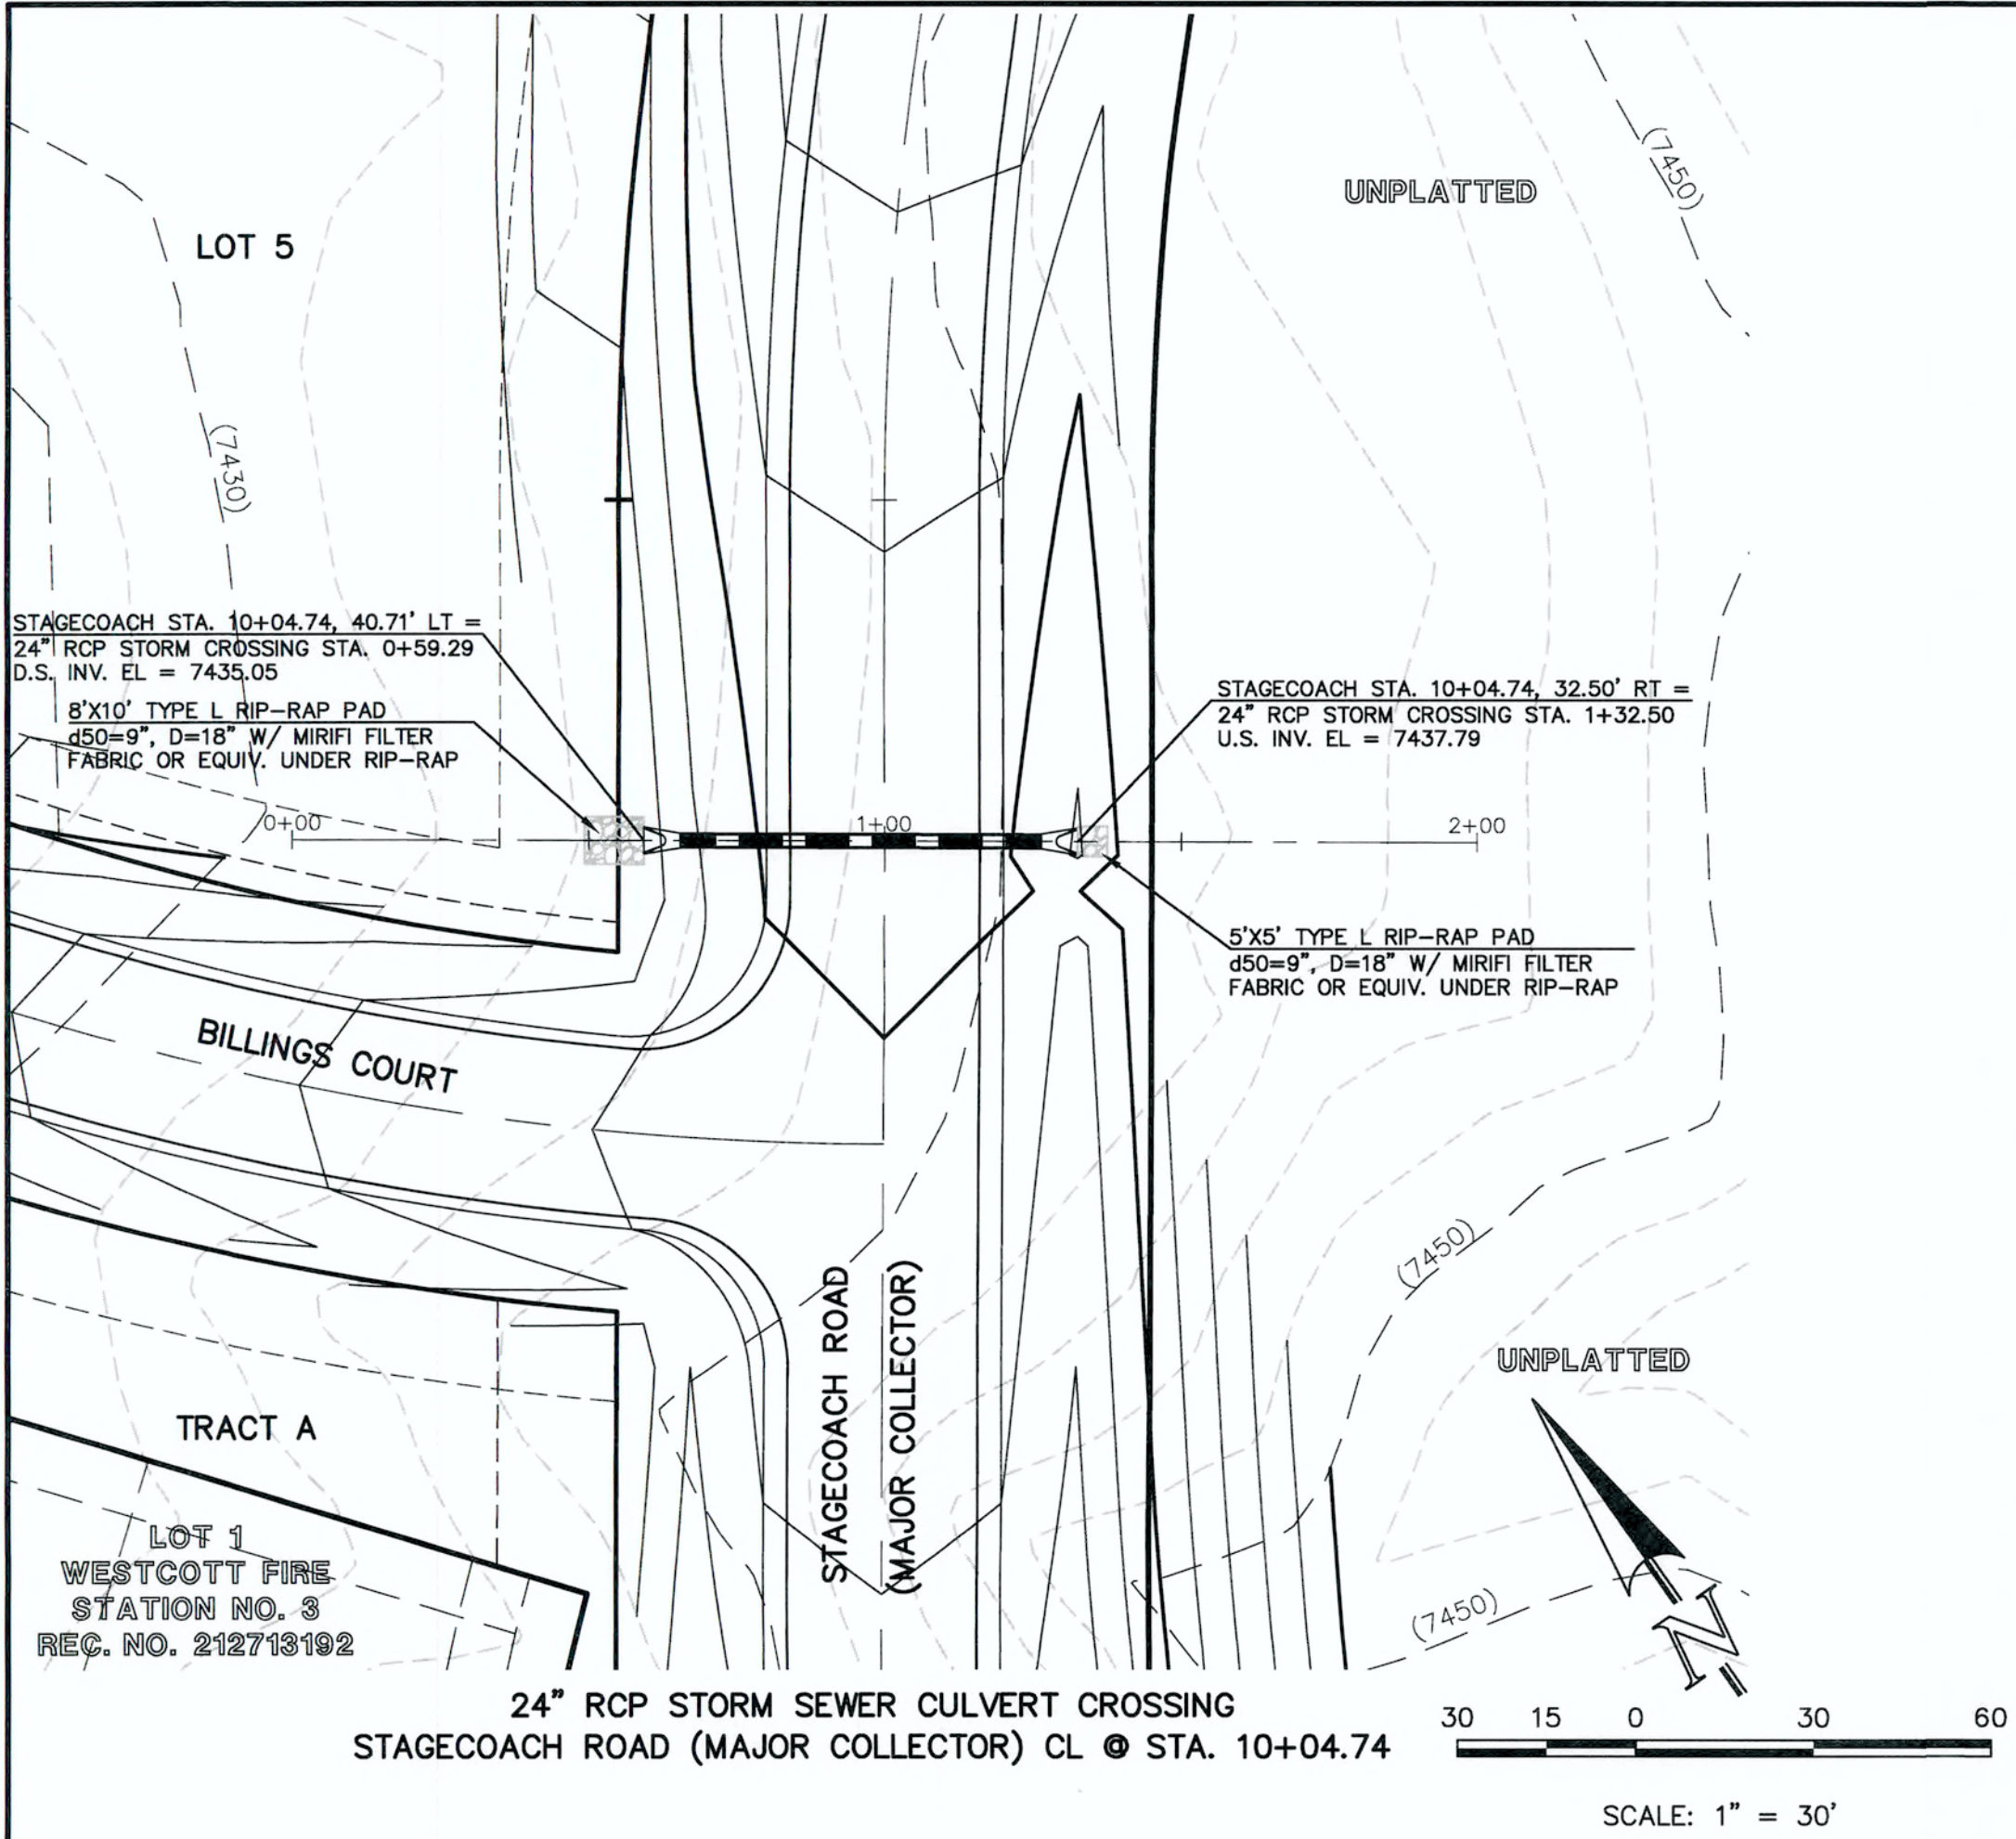 (7450)
UNPLATTED
LOT 5
(7430)
STAGECOACH STA. 10+04.74, 40.71' LT =
24" RCP STORM CROSSING STA. 0+59.29
D.S. INV. EL = 7435.05
8'X10' TYPE L RIP-RAP PAD
d50=9", D=18" W/ MIRIFI FILTER
FABRIC OR EQUIV. UNDER RIP-RAP
STAGECOACH STA. 10+04.74, 32.50' RT =
24" RCP STORM CROSSING STA. 1+32.50
U.S. INV. EL = 7437.79
0+00
1+00
2+00
5'X5' TYPE L RIP-RAP PAD
d50=9", D=18" W/ MIRIFI FILTER
FABRIC OR EQUIV. UNDER RIP-RAP
BILLINGS COURT
STAGECOACH ROAD
(MAJOR COLLECTOR)
(7450)
UNPLATTED
TRACT A
LOT 1
WESTCOTT FIRE
STATION NO. 3
REC. NO. 212713192
(7450)
N
24" RCP STORM SEWER CULVERT CROSSING
STAGECOACH ROAD (MAJOR COLLECTOR) CL @ STA. 10+04.74
30 15 0 30 60
SCALE: 1" = 30'